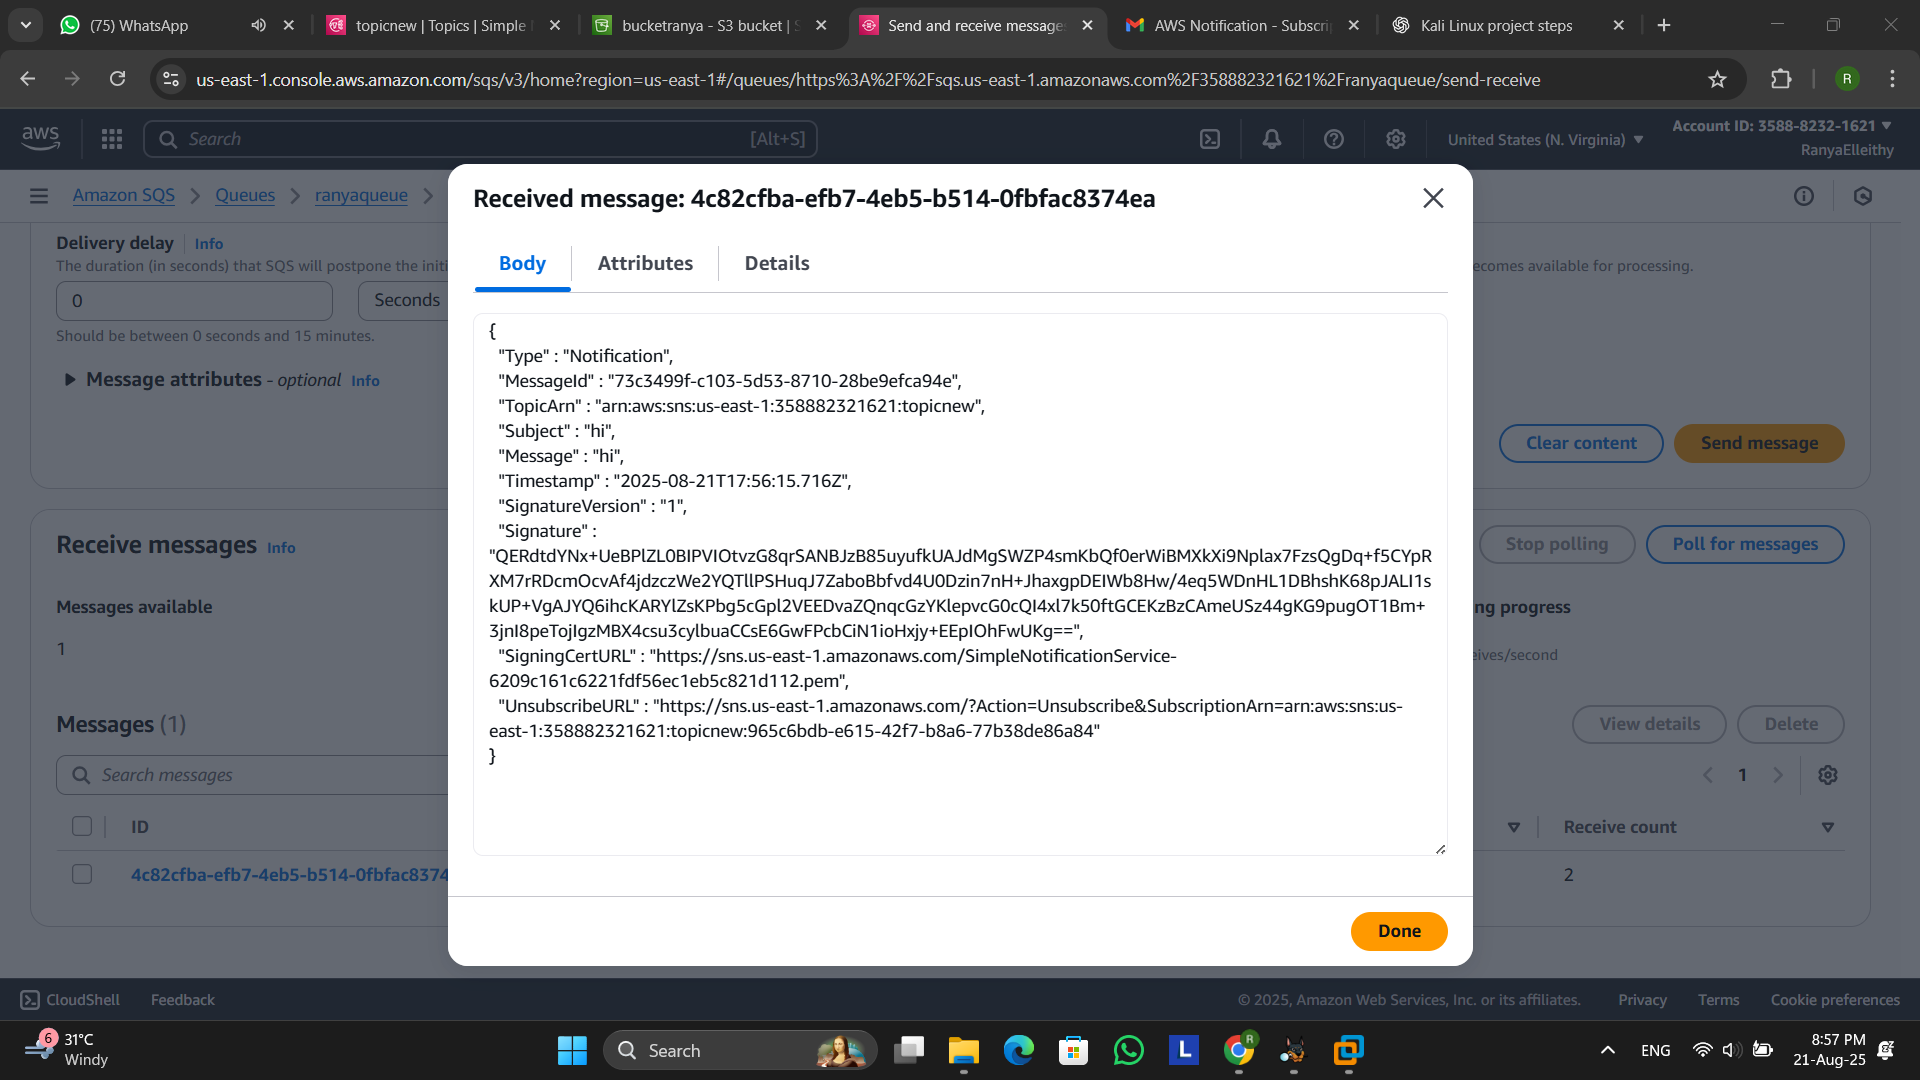 (75) WhatsApp
topicnew | Topics | Simple
bucketranya - S3 bucket |
Send and receive messages
AWS Notification - Subscri
Kali Linux project steps
us-east-1.console.aws.amazon.com/sqs/v3/home?region=us-east-1#/queues/https%3A%2F%2Fsqs.us-east-1.amazonaws.com%2F358882321621%2Franyaqueue/send-receive
R
aws
Search
[Alt+S]
United States (N. Virginia)
Account ID: 3588-8232-1621
RanyaElleithy
Amazon SQS
Queues
ranyaqueue
Received message: 4c82cfba-efb7-4eb5-b514-0fbfac8374ea
Body
Attributes
Details
Delivery delay
Info
The duration (in seconds) that SQS will postpone the initi
ecomes available for processing.
0
Seconds
Should be between 0 seconds and 15 minutes.
Message attributes - optional Info
Clear content
Send message
{
"Type" : "Notification",
"MessageId" : "73c3499f-c103-5d53-8710-28be9efca94e",
"TopicArn" : "arn:aws:sns:us-east-1:358882321621:topicnew",
"Subject" : "hi",
"Message" : "hi",
"Timestamp" : "2025-08-21T17:56:15.716Z",
"SignatureVersion" : "1",
"Signature" :
"QERdtdYNx+UeBPlZL0BIPVIOtvzG8qrSANBJzB85uyufkUAJdMgSWZP4smKbQf0erWiBMXkXi9Nplax7FzsQgDq+f5CYpR
XM7rRDcmOcvAf4jdzczWe2YQTllPSHuqJ7ZaboBbfvd4U0Dzin7nH+JhaxgpDEIWb8Hw/4eq5WDnHL1DBhshK68pJALI1s
kUP+VgAJYQ6ihcKARYlZsKPbg5cGpl2VEEDvaZQnqcGzYKlepvcG0cQI4xl7k50ftGCEKzBzCAmeUSz44gKG9pugOT1Bm+
3jnI8peTojIgzMBX4csu3cylbuaCCsE6GwFPcbCiN1ioHxjy+EEpIOhFwUKg==",
"SigningCertURL" : "https://sns.us-east-1.amazonaws.com/SimpleNotificationService-
6209c161c6221fdf56ec1eb5c821d112.pem",
"UnsubscribeURL" : "https://sns.us-east-1.amazonaws.com/?Action=Unsubscribe&SubscriptionArn=arn:aws:sns:us-
east-1:358882321621:topicnew:965c6bdb-e615-42f7-b8a6-77b38de86a84"
}
Receive messages Info
Stop polling
Poll for messages
Messages available
1
ng progress
eives/second
Messages (1)
View details
Delete
Search messages
1
ID
Receive count
4c82cfba-efb7-4eb5-b514-0fbfac8374
2
Done
CloudShell
Feedback
© 2025, Amazon Web Services, Inc. or its affiliates.
Privacy
Terms
Cookie preferences
6
31°C
Windy
Search
L
R
ENG
8:57 PM
21-Aug-25